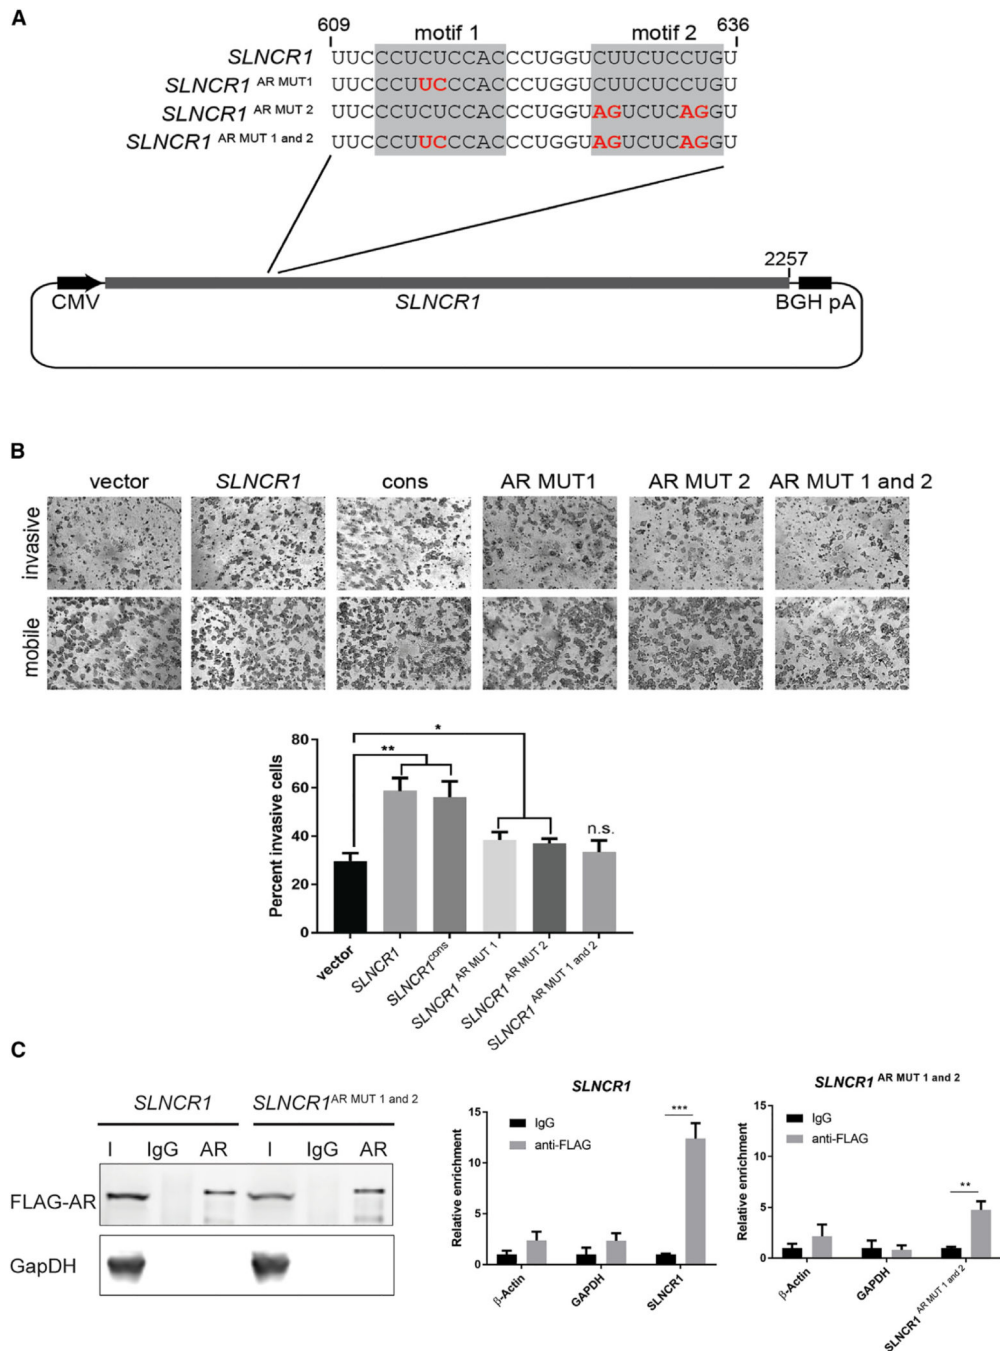 A
609 636
motif 1 motif 2
SLNCR1 UUCCCUCUCCACCCUGGUCUUCUCCUGU
SLNCR1 AR MUT1 UUCCCUUCCCACCCUGGUCUUCUCCUGU
SLNCR1 AR MUT 2 UUCCCUCUCCACCCUGGUAGUCUCAGGU
SLNCR1 AR MUT 1 and 2 UUCCCUUCCCACCCUGGUAGUCUCAGGU
2257
CMV SLNCR1 BGH pA
B
vector SLNCR1 cons AR MUT1 AR MUT 2 AR MUT 1 and 2
invasive
mobile
Percent invasive cells
80
60
40
20
0
*
**
n.s.
vector
SLNCR1
SLNCR1 cons
SLNCR1 AR MUT 1
SLNCR1 AR MUT 2
SLNCR1 AR MUT 1 and 2
C
SLNCR1 SLNCR1 AR MUT 1 and 2
I IgG AR I IgG AR
FLAG-AR
GapDH
SLNCR1
Relative enrichment
15
10
5
0
IgG
anti-FLAG
***
β-Actin
GAPDH
SLNCR1
SLNCR1 AR MUT 1 and 2
Relative enrichment
15
10
5
0
IgG
anti-FLAG
**
β-Actin
GAPDH
SLNCR1 AR MUT 1 and 2